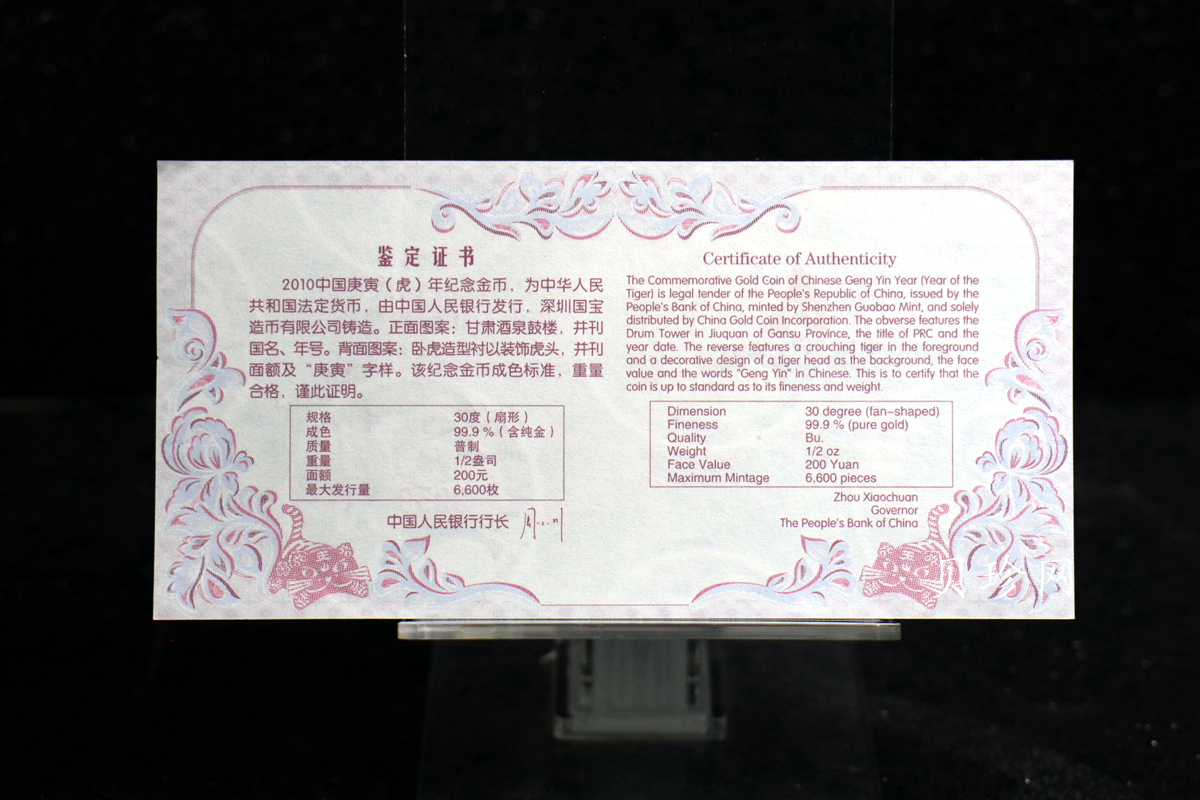 鉴定证书
2010中国庚寅（虎）年纪念金币，为中华人民
共和国法定货币，由中国人民银行发行，深圳国宝
造币有限公司铸造。正面图案：甘肃酒泉鼓楼，并刊
国名、年号。背面图案：卧虎造型衬以装饰虎头，并刊
面额及“庚寅”字样。该纪念金币成色标准，重量
合格，谨此证明。
规格 30度（扇形）
成色 99.9％（含纯金）
质量 普制
重量 1/2盎司
面额 200元
最大发行量 6,600枚
中国人民银行行长
Certificate of Authenticity
The Commemorative Gold Coin of Chinese Geng Yin Year (Year of the
Tiger) is legal tender of the People's Republic of China, issued by the
People's Bank of China, minted by Shenzhen Guobao Mint, and solely
distributed by China Gold Coin Incorporation. The obverse features the
Drum Tower in Jiuquan of Gansu Province, the title of PRC and the
year date. The reverse features a crouching tiger in the foreground
and a decorative design of a tiger head as the background, the face
value and the words "Geng Yin" in Chinese. This is to certify that the
coin is up to standard as to its fineness and weight.
Dimension 30 degree (fan-shaped)
Fineness 99.9 % (pure gold)
Quality Bu.
Weight 1/2 oz
Face Value 200 Yuan
Maximum Mintage 6,600 pieces
Zhou Xiaochuan
Governor
The People's Bank of China